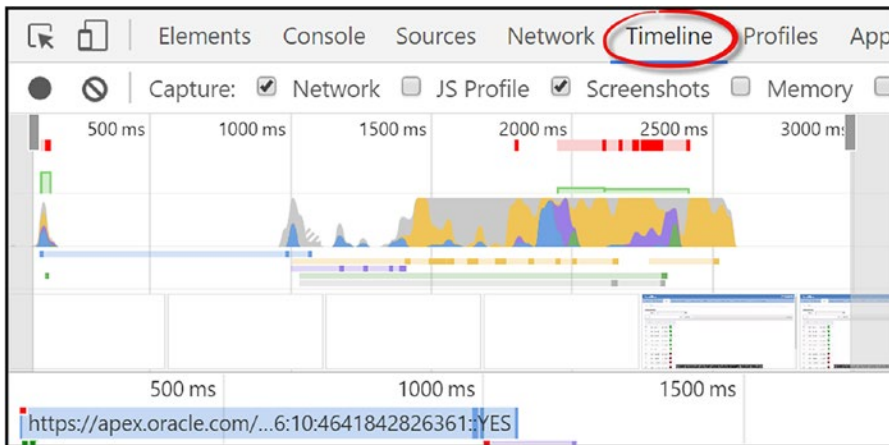 Elements Console Sources Network Timeline Profiles App
Capture: Network JS Profile Screenshots Memory
500 ms 1000 ms 1500 ms 2000 ms 2500 ms 3000 ms
500 ms 1000 ms 1500 ms
https://apex.oracle.com/...6:10:4641842826361::YES